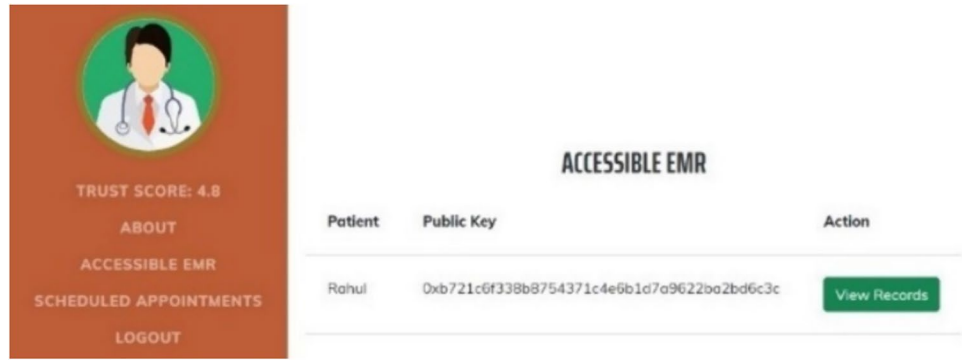 TRUST SCORE: 4.8
ABOUT
ACCESSIBLE EMR
SCHEDULED APPOINTMENTS
LOGOUT
ACCESSIBLE EMR
Patient Public Key Action
Rahul 0xb721c6f338b8754371c4e6b1d7a9622ba2bd6c3c View Records